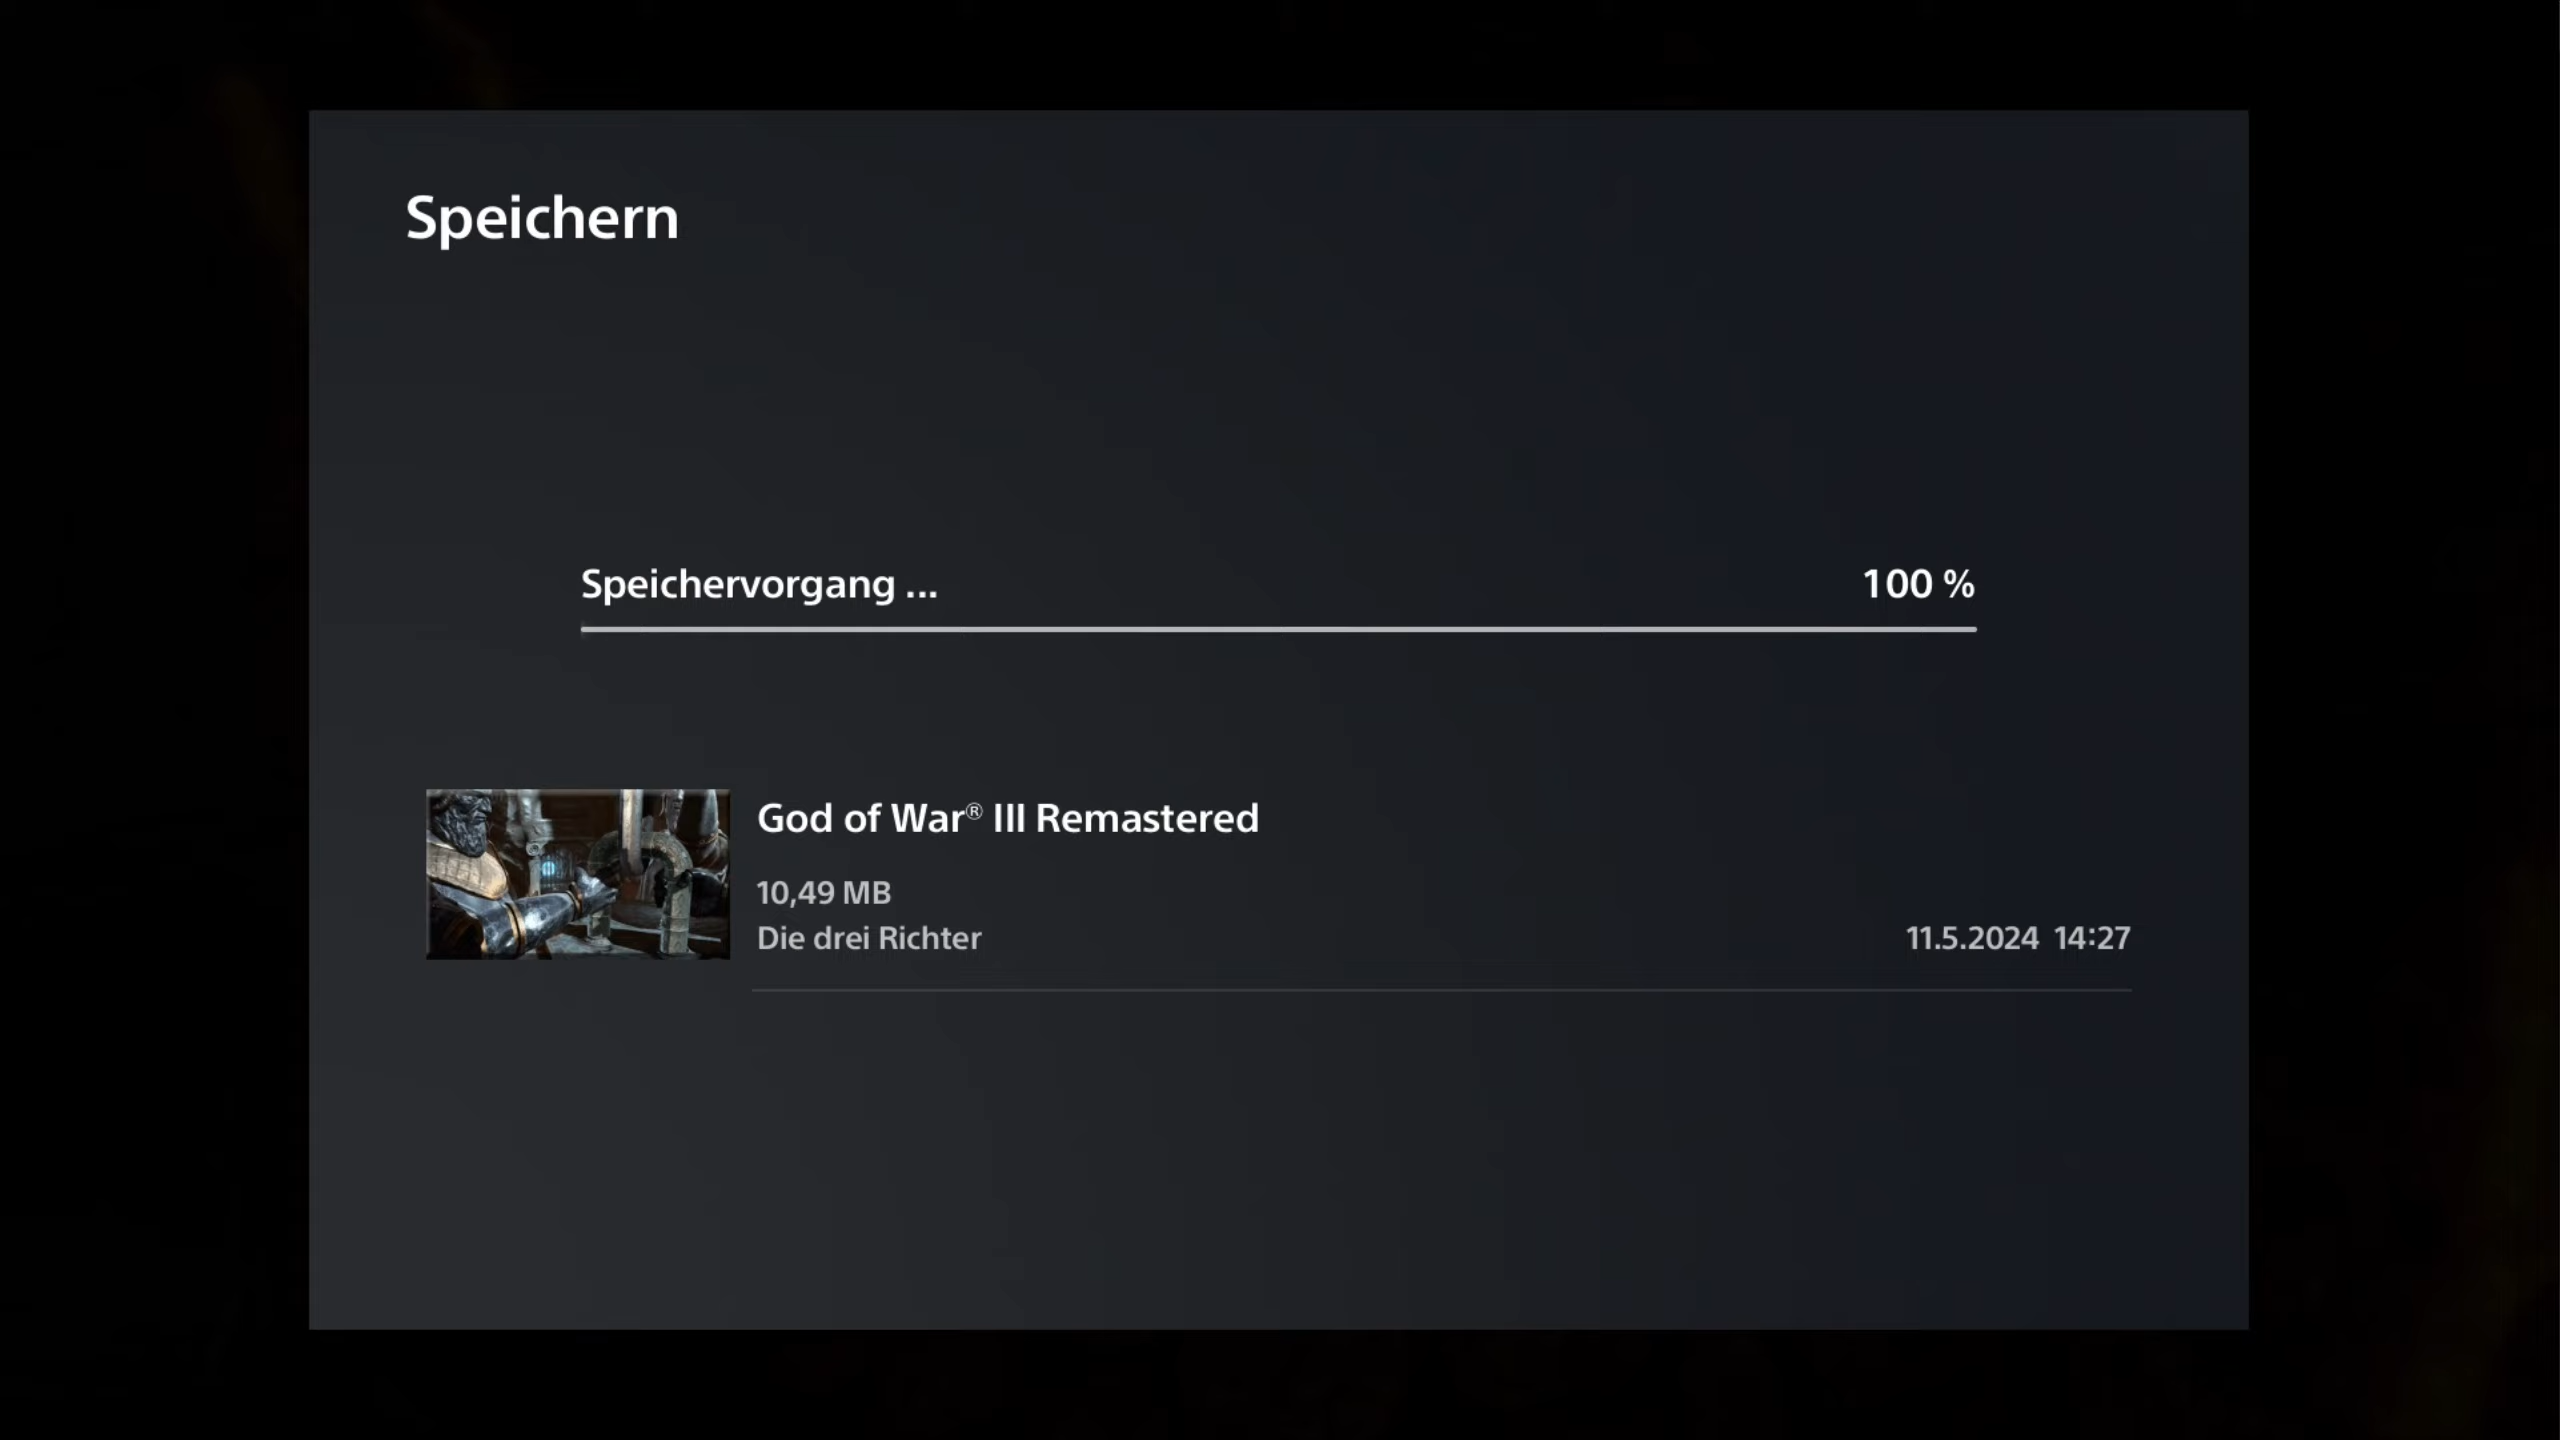 Speichern
Speichervorgang ... 100 %
God of War® III Remastered
10,49 MB
Die drei Richter 11.5.2024 14:27